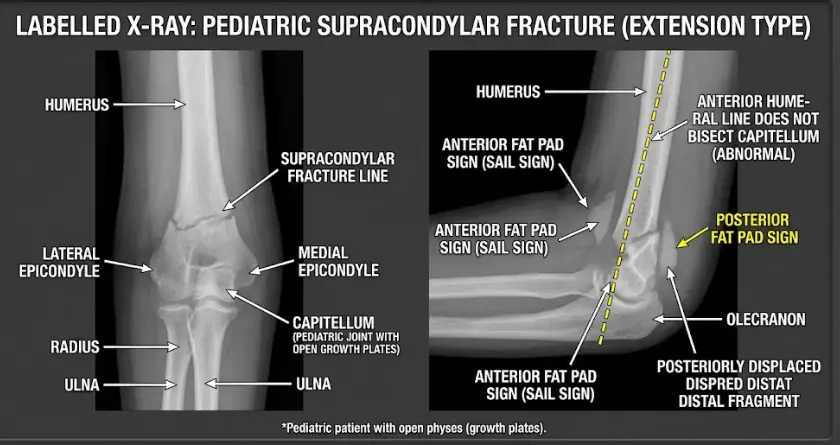 LABELLED X-RAY: PEDIATRIC SUPRACONDYLAR FRACTURE (EXTENSION TYPE)
HUMERUS
SUPRACONDYLAR
FRACTURE LINE
LATERAL
EPICONDYLE
MEDIAL
EPICONDYLE
CAPITELLUM
(PEDIATRIC JOINT WITH
OPEN GROWTH PLATES)
RADIUS
ULNA
ULNA
HUMERUS
ANTERIOR HUME-
RAL LINE DOES NOT
BISECT CAPITELLUM
(ABNORMAL)
ANTERIOR FAT PAD
SIGN (SAIL SIGN)
ANTERIOR FAT PAD
SIGN (SAIL SIGN)
POSTERIOR
FAT PAD SIGN
OLECRANON
ANTERIOR FAT PAD
SIGN (SAIL SIGN)
POSTERIORLY DISPLACED
DISPRED DISTAT
DISTAL FRAGMENT
*Pediatric patient with open physes (growth plates).